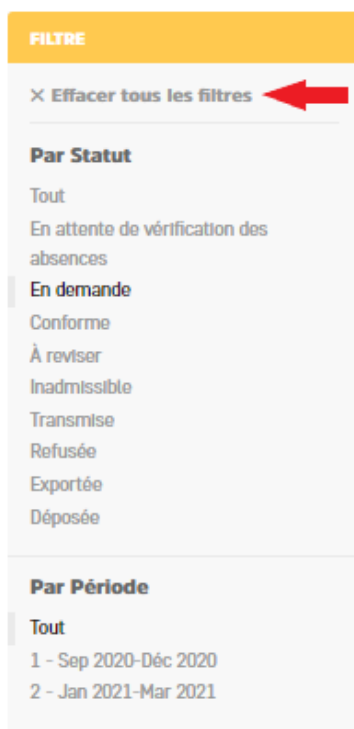 FILTRE
× Effacer tous les filtres
Par Statut
Tout
En attente de vérification des
absences
En demande
Conforme
À reviser
Inadmissible
Transmise
Refusée
Exportée
Déposée
Par Période
Tout
1 - Sep 2020-Déc 2020
2 - Jan 2021-Mar 2021